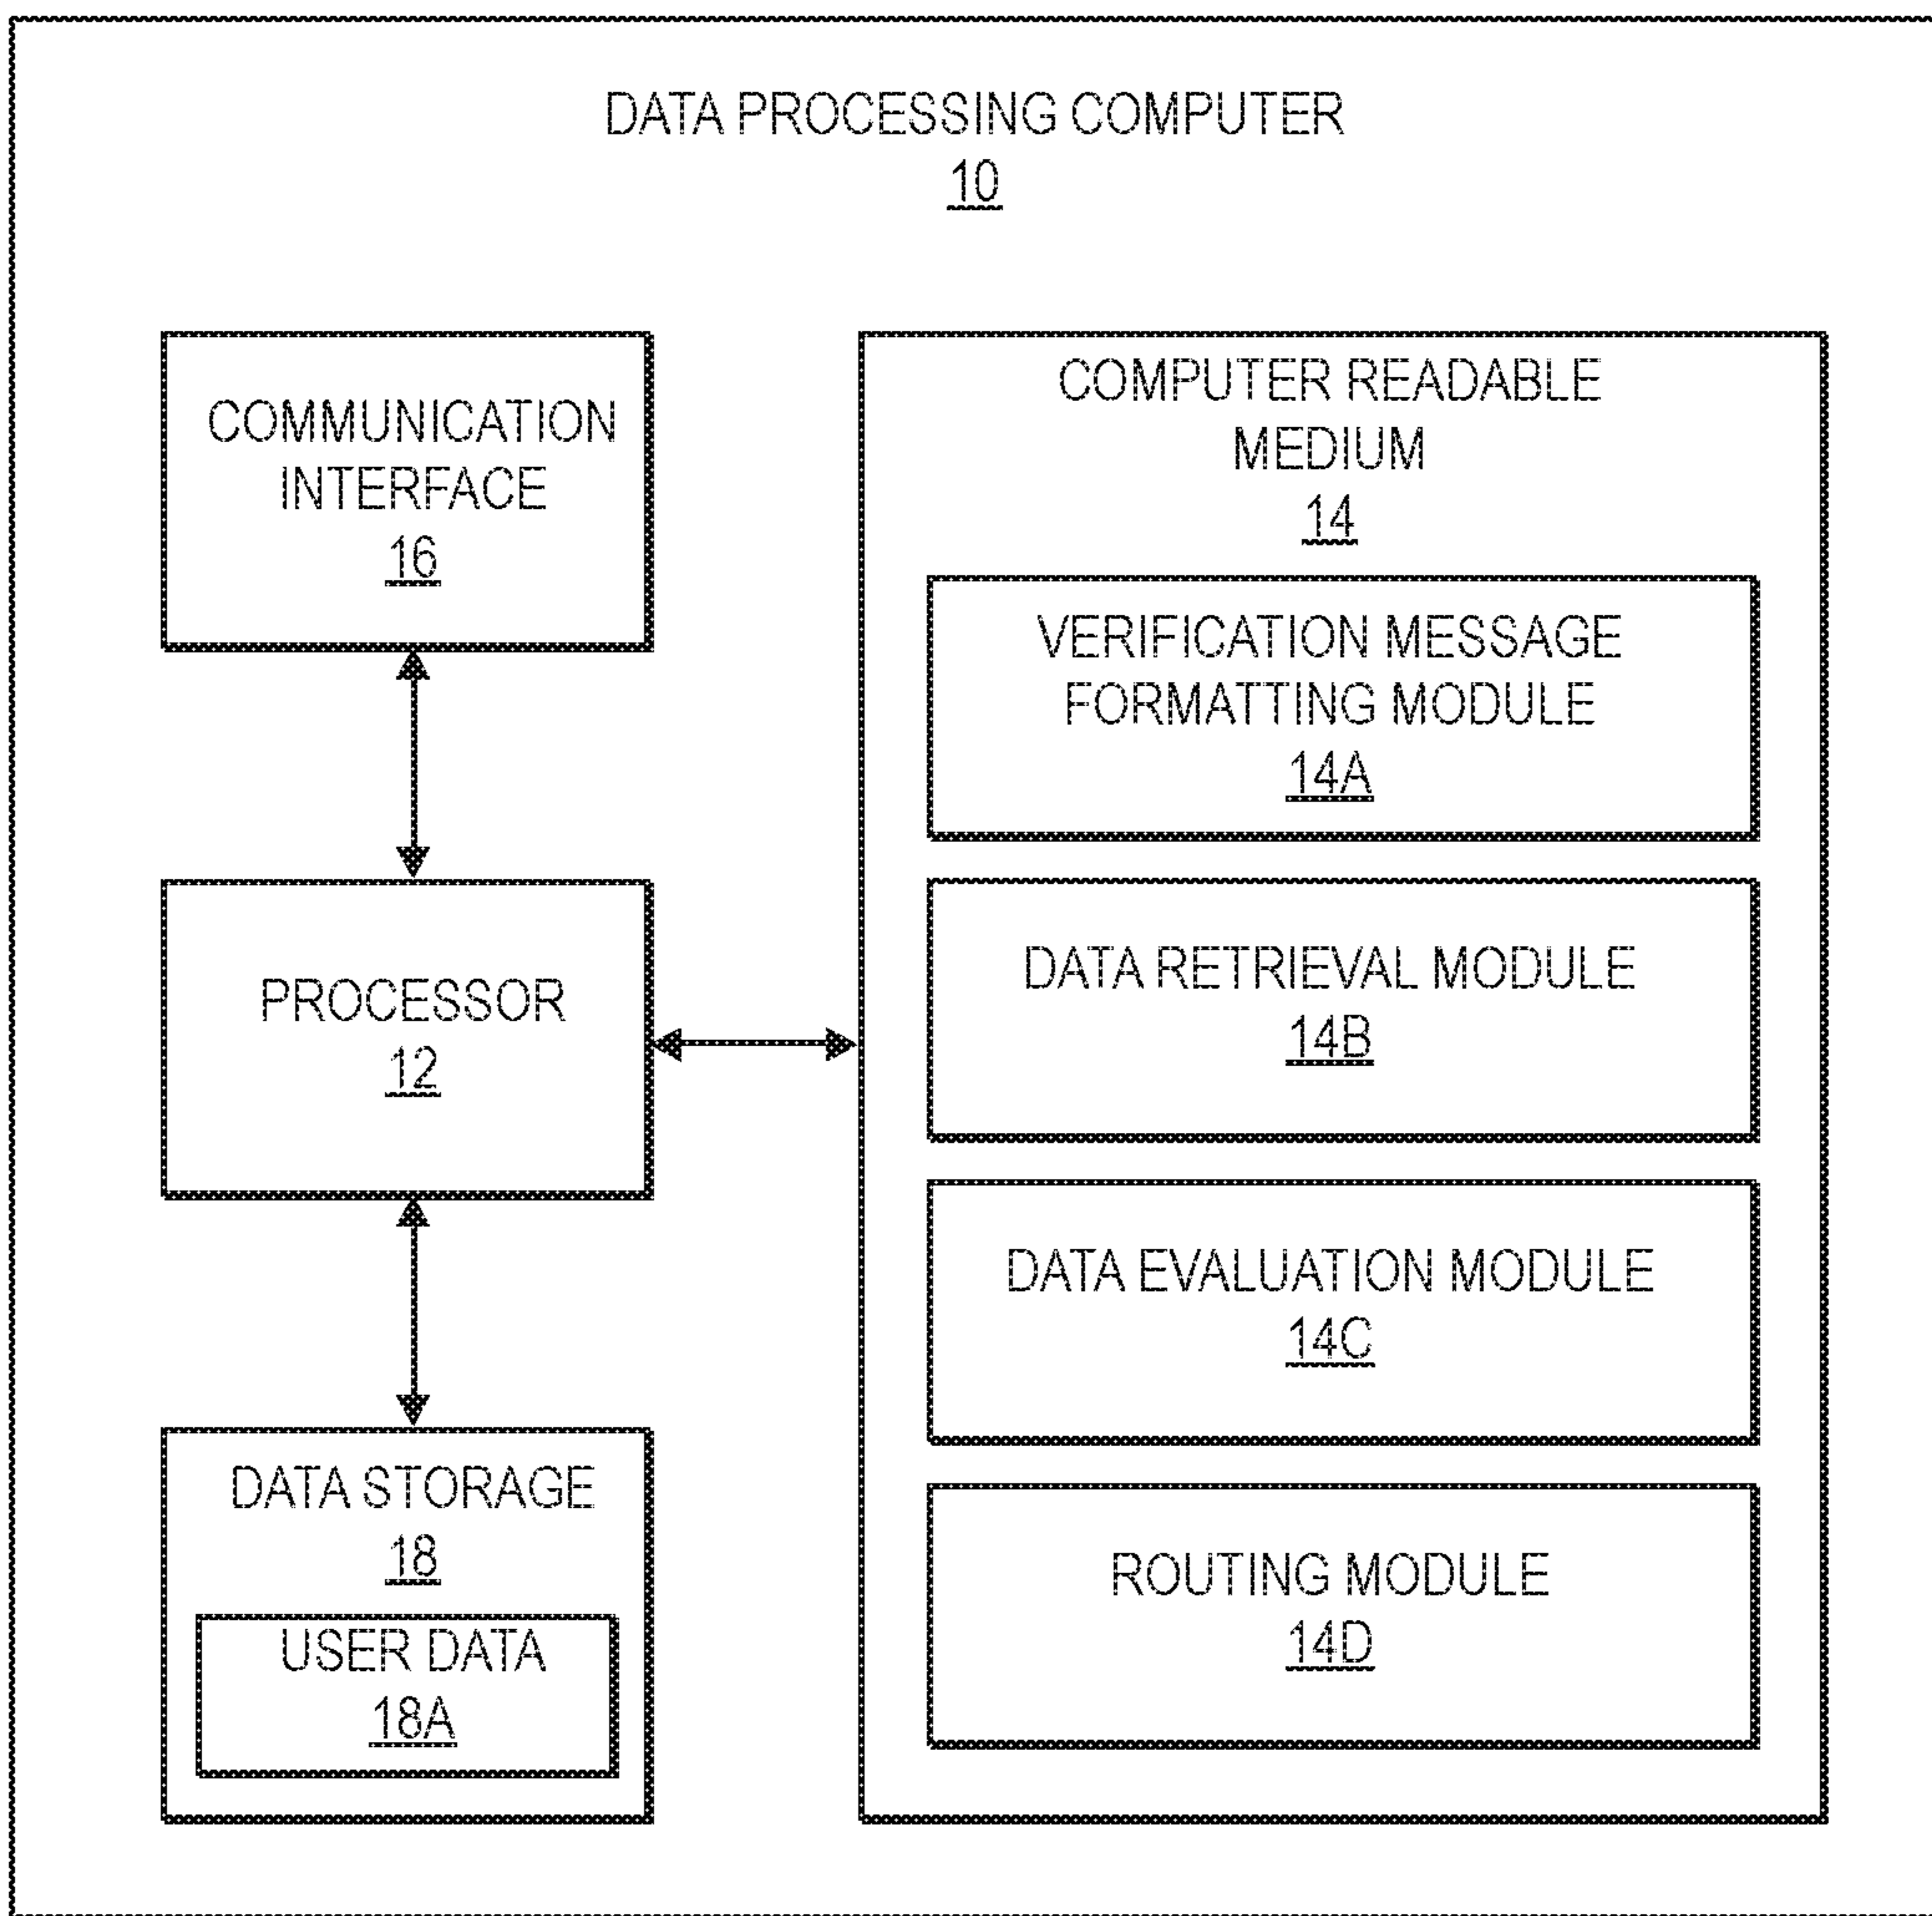 DATA PROCESSING COMPUTER
10
COMMUNICATION
INTERFACE
16
PROCESSOR
12
DATA STORAGE
18
USER DATA
18A
COMPUTER READABLE
MEDIUM
14
VERIFICATION MESSAGE
FORMATTING MODULE
14A
DATA RETRIEVAL MODULE
14B
DATA EVALUATION MODULE
14C
ROUTING MODULE
14D